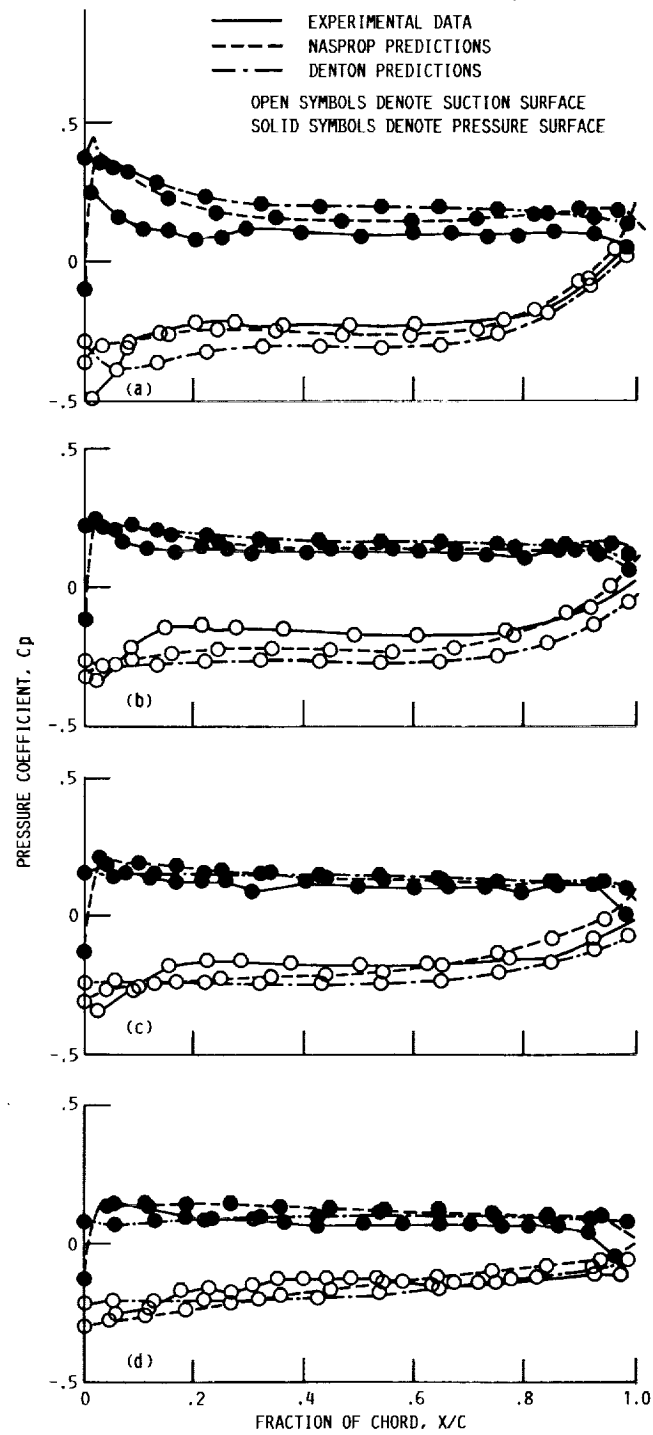 EXPERIMENTAL DATA
NASPROP PREDICTIONS
DENTON PREDICTIONS
OPEN SYMBOLS DENOTE SUCTION SURFACE
SOLID SYMBOLS DENOTE PRESSURE SURFACE
.5
0
-.5
(a)
.5
0
-.5
(b)
PRESSURE COEFFICIENT, Cp
.5
0
-.5
(c)
.5
0
-.5
(d)
0 .2 .4 .6 .8 1.0
FRACTION OF CHORD, X/C